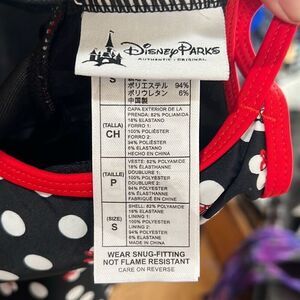 Disney Parks
AUTHENTIC • ORIGINAL
S
ポリエステル 94%
ポリウレタン 6%
中国製
(TALLA)
CH
CAPA EXTERIOR DE LA
PRENDA: 82% POLIAMIDA
18% ELASTANO
FORRO 1:
100% POLIÉSTER
FORRO 2:
94% POLIÉSTER
6% ELASTANO
HECHO EN CHINA
(TAILLE)
P
VESTE: 82% POLYAMIDE
18% ÉLASTHANNE
DOUBLURE 1:
100% POLYESTER
DOUBLURE 2:
94% POLYESTER
6% ÉLASTHANNE
FABRIQUÉ EN CHINE
(SIZE)
S
SHELL: 82% POLYAMIDE
18% ELASTANE
LINING 1:
100% POLYESTER
LINING 2:
94% POLYESTER
6% ELASTANE
MADE IN CHINA
WEAR SNUG-FITTING
NOT FLAME RESISTANT
CARE ON REVERSE